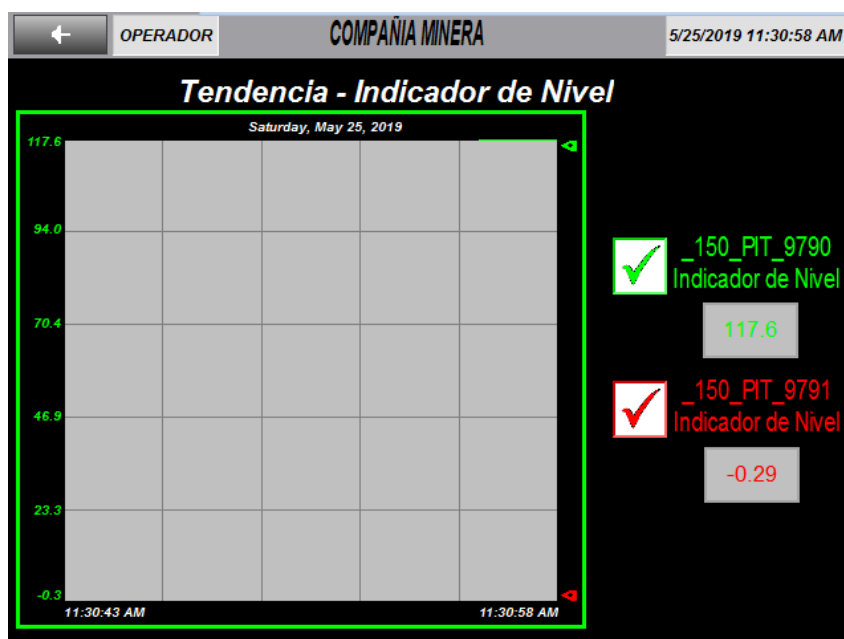 OPERADOR COMPAÑIA MINERA 5/25/2019 11:30:58 AM
Tendencia - Indicador de Nivel
Saturday, May 25, 2019
117.6
94.0
70.4
46.9
23.3
-0.3
11:30:43 AM 11:30:58 AM
_150_PIT_9790
Indicador de Nivel
117.6
_150_PIT_9791
Indicador de Nivel
-0.29